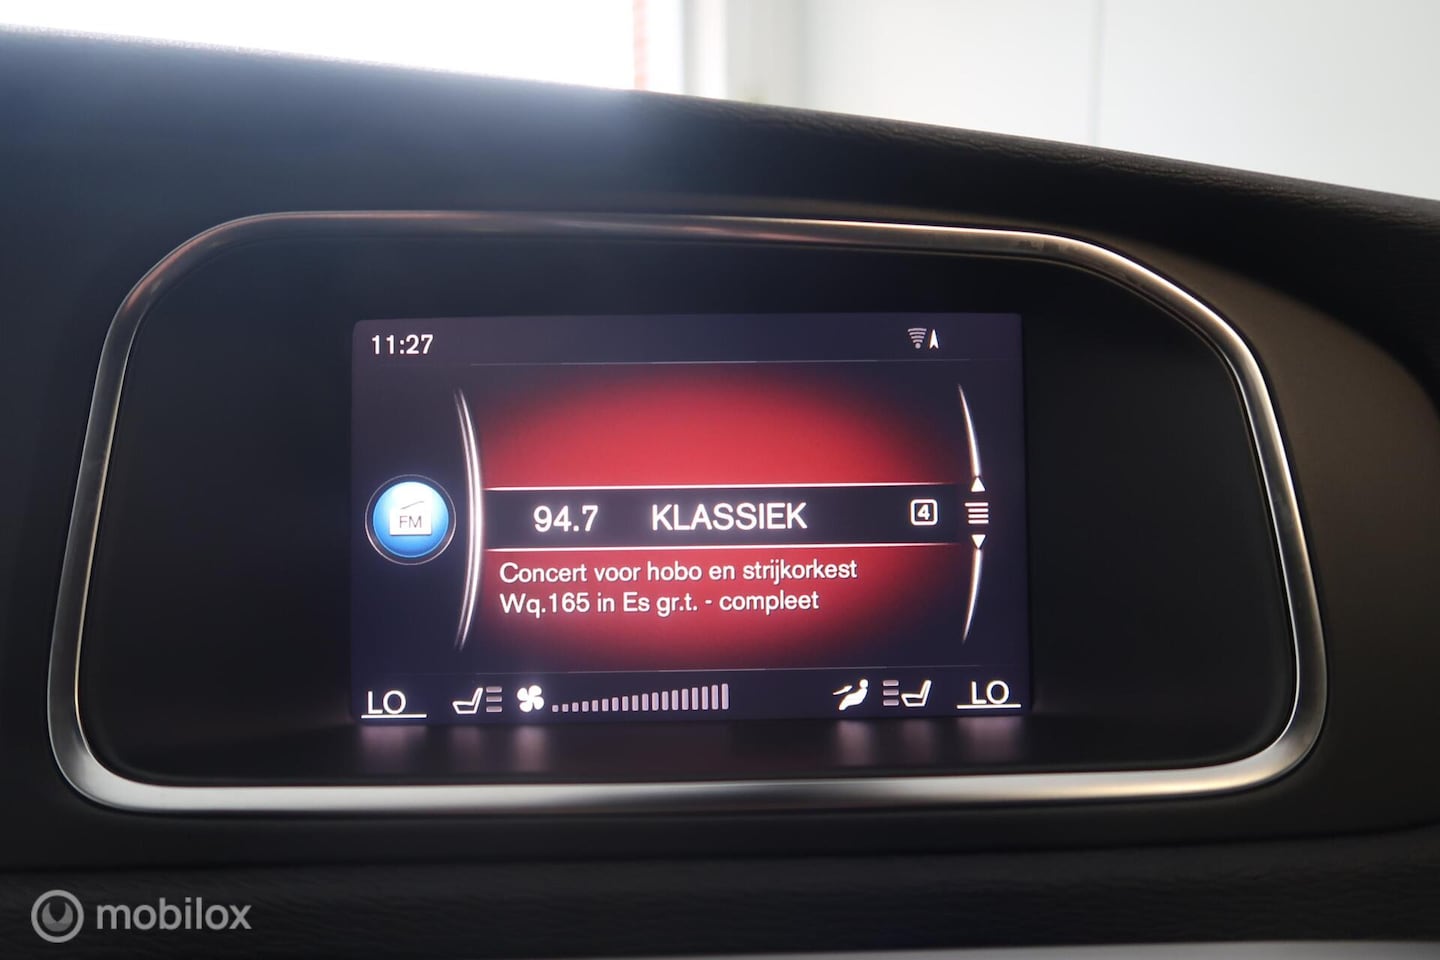 11:27
FM
94.7 KLASSIEK 4
Concert voor hobo en strijkorkest
Wq.165 in Es gr.t. - compleet
LO LO
mobilox